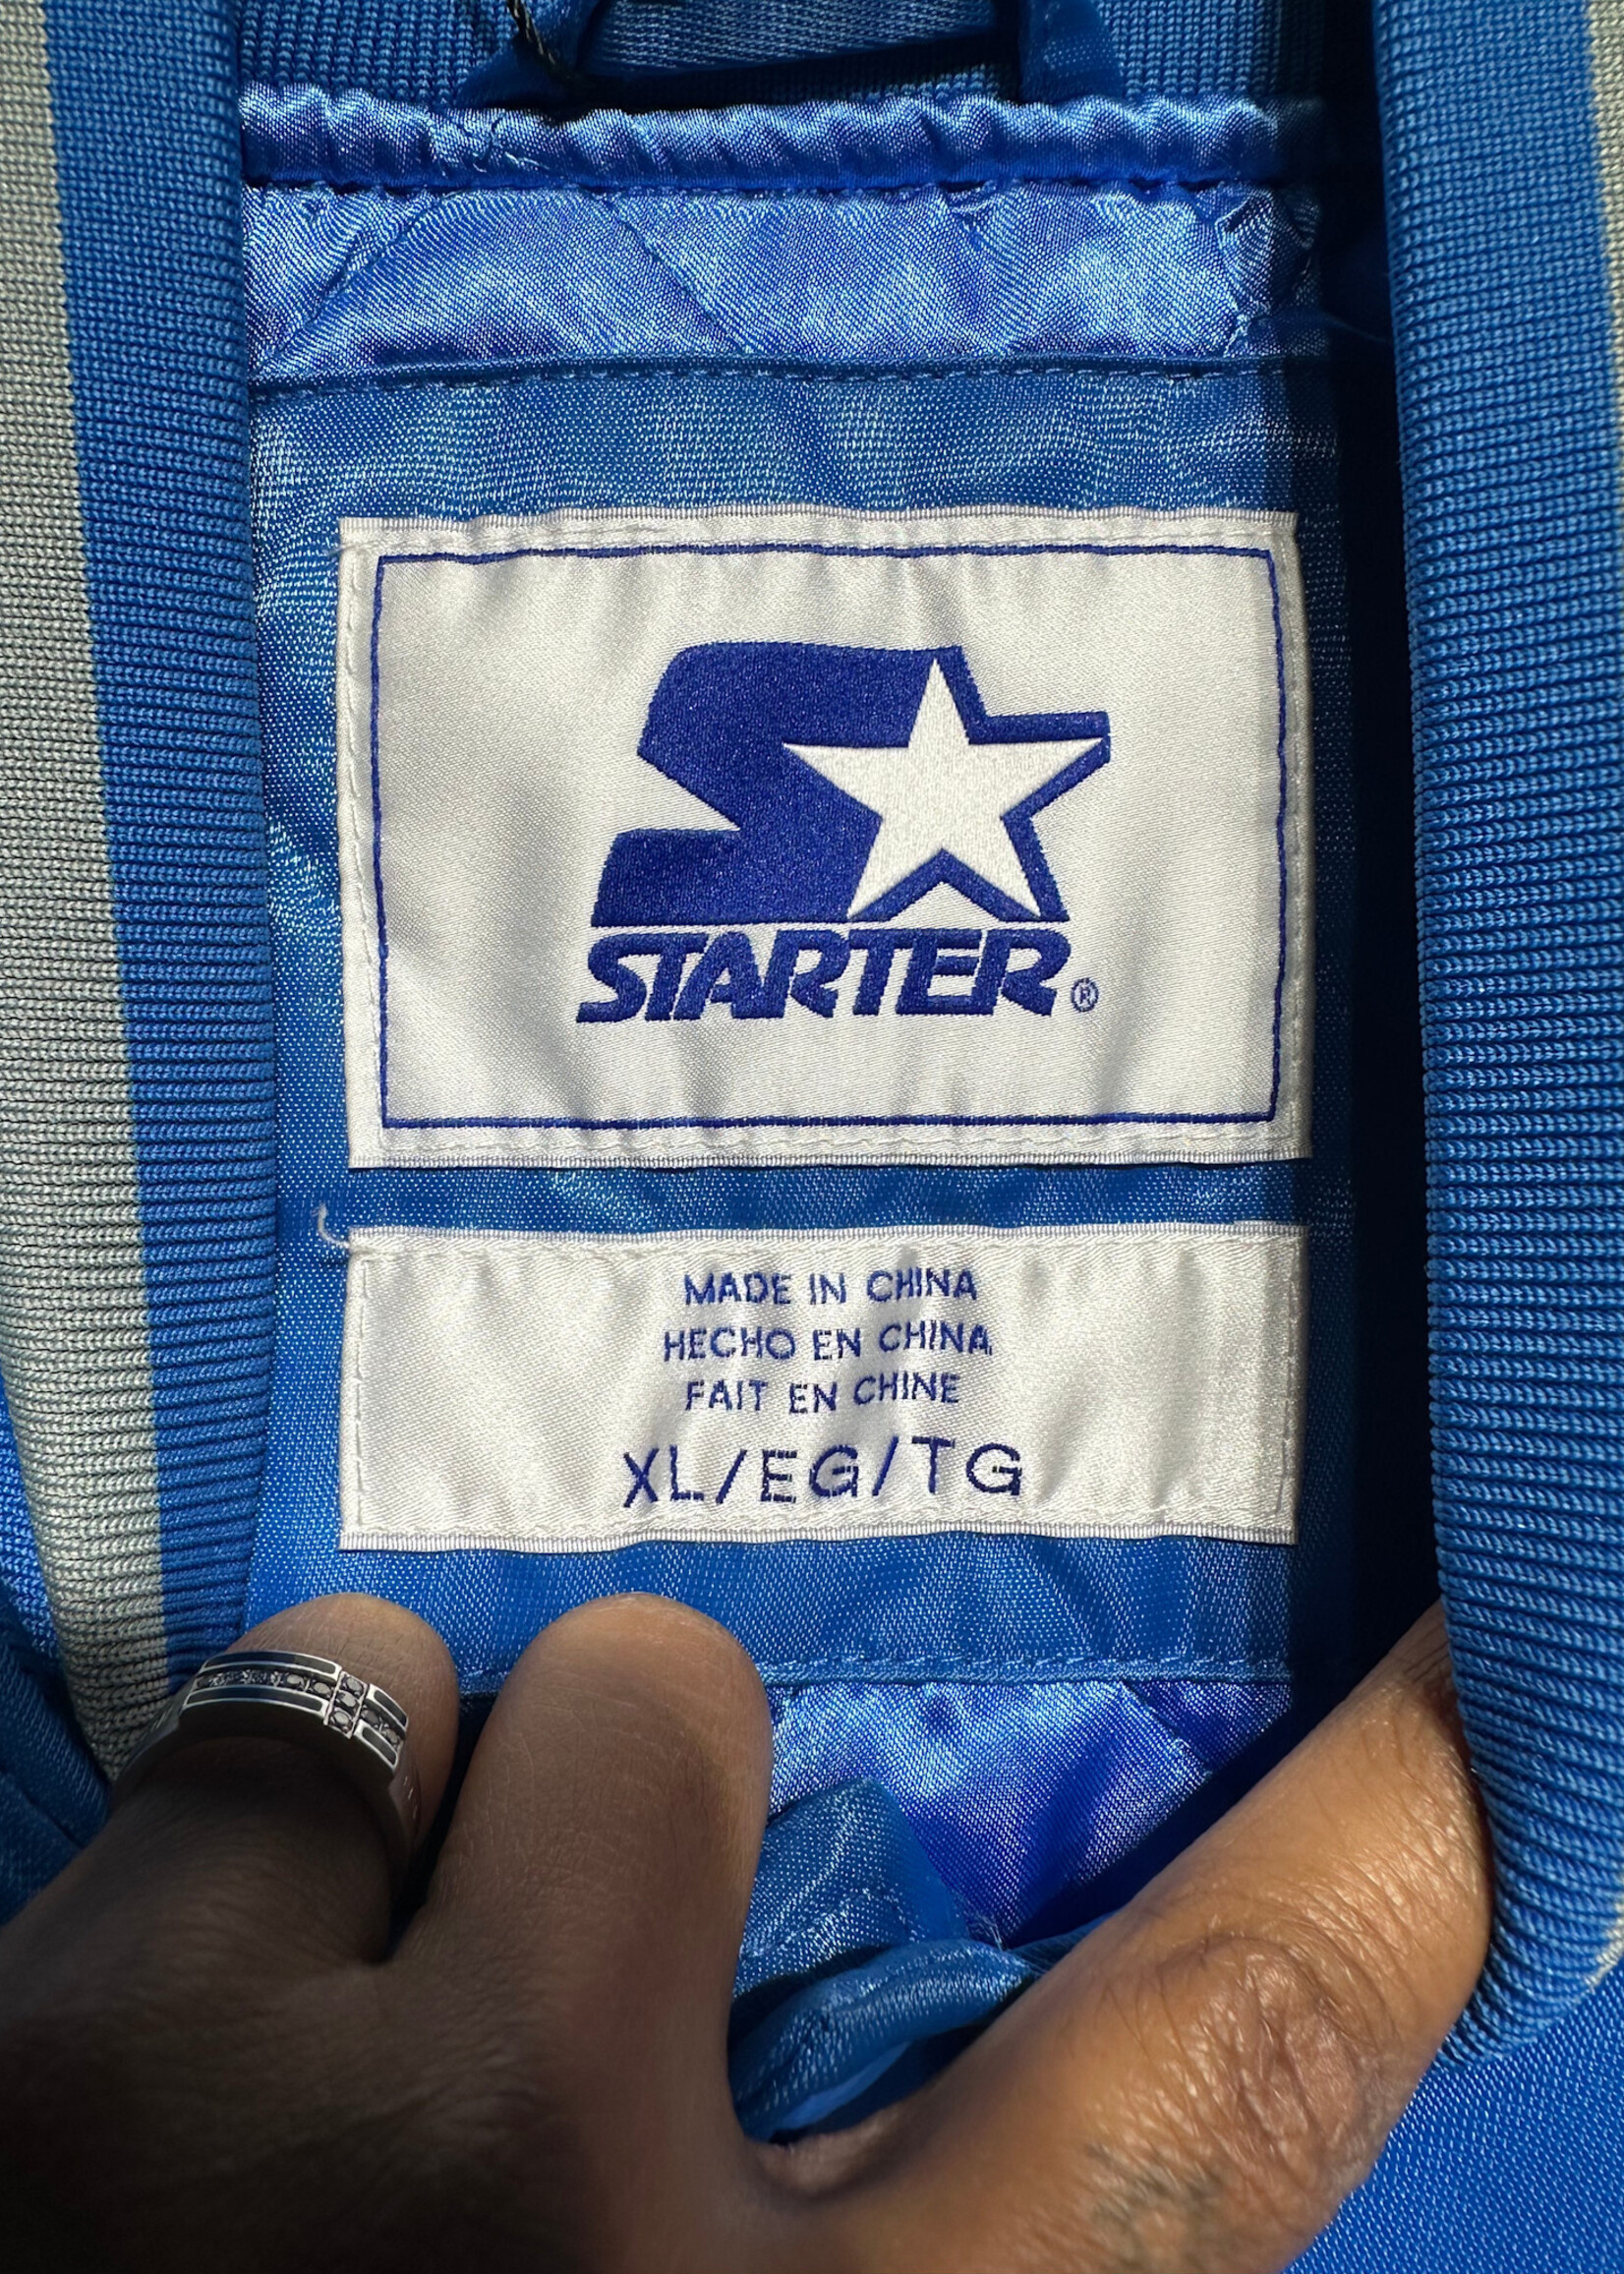 STARTER®
MADE IN CHINA
HECHO EN CHINA
FAIT EN CHINE
XL/EG/TG